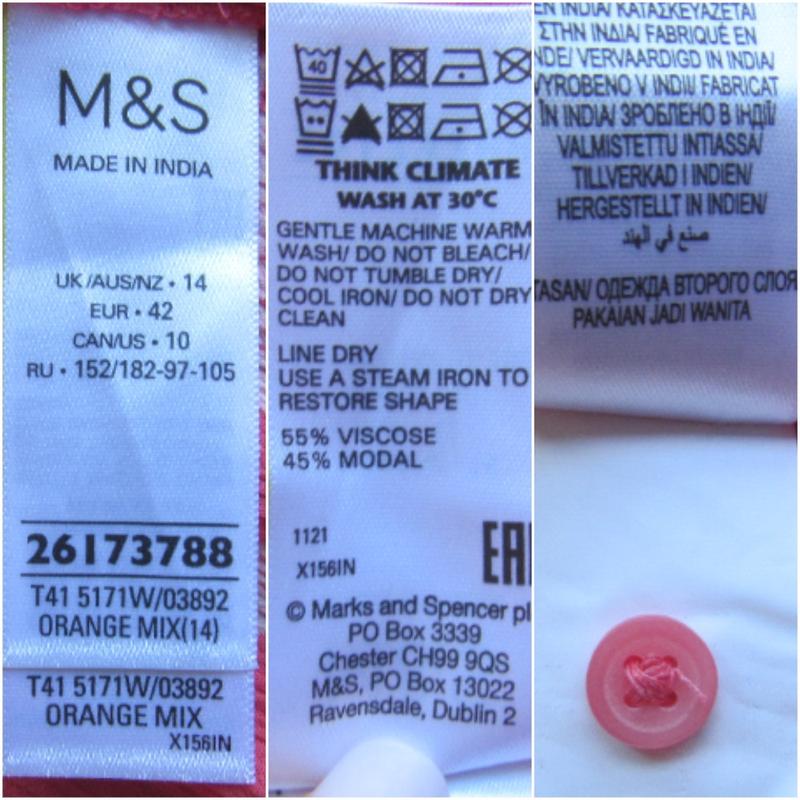 M&S
MADE IN INDIA
UK/AUS/NZ • 14
EUR • 42
CAN/US • 10
RU • 152/182-97-105
26173788
T41 5171W/03892
ORANGE MIX(14)
T41 5171W/03892
ORANGE MIX
X156IN
40
THINK CLIMATE
WASH AT 30°C
GENTLE MACHINE WARM
WASH/ DO NOT BLEACH/
DO NOT TUMBLE DRY/
COOL IRON/ DO NOT DRY
CLEAN
LINE DRY
USE A STEAM IRON TO
RESTORE SHAPE
55% VISCOSE
45% MODAL
1121
X156IN
EAC
© Marks and Spencer pl
PO Box 3339
Chester CH99 9QS
M&S, PO Box 13022
Ravensdale, Dublin 2
EN INDIA/ ΚΑΤΑΣΚΕΥΑΖΕΤΑΙ
ΣΤΗΝ ΙΝΔΙΑ/ FABRIQUÉ EN
NDE/ VERVAARDIGD IN INDIA/
VYROBENO V INDII/ FABRICAT
ÎN INDIA/ ЗРОБЛЕНО В ІНДІЇ/
VALMISTETTU INTIASSA/
TILLVERKAD I INDIEN/
HERGESTELLT IN INDIEN/
صنع في الهند
TASAN/ ОДЕЖДА ВТОРОГО СЛОЯ
PAKAIAN JADI WANITA